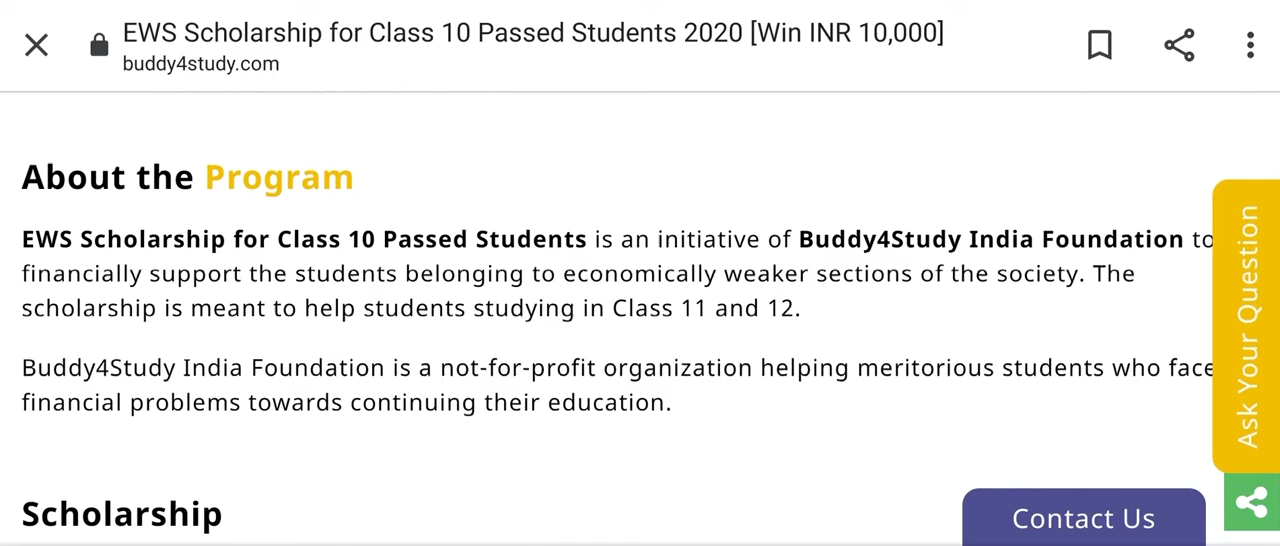 EWS Scholarship for Class 10 Passed Students 2020 [Win INR 10,000]
buddy4study.com
About the Program
EWS Scholarship for Class 10 Passed Students is an initiative of Buddy4Study India Foundation to
financially support the students belonging to economically weaker sections of the society. The
scholarship is meant to help students studying in Class 11 and 12.
Buddy4Study India Foundation is a not-for-profit organization helping meritorious students who face
financial problems towards continuing their education.
Ask Your Question
Scholarship
Contact Us